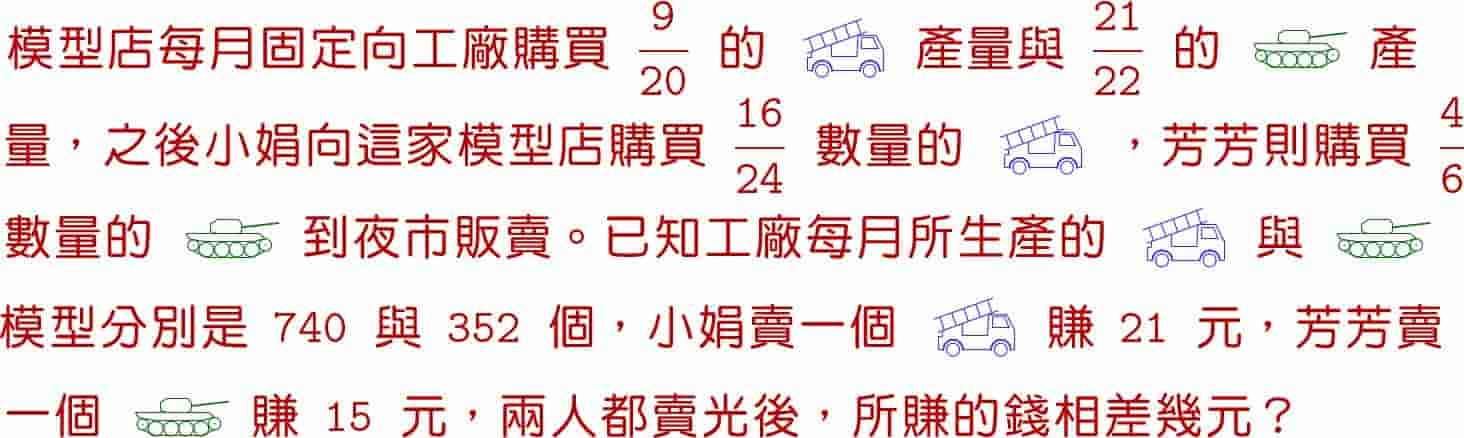 模型店每月固定向工廠購買 9/20 的 產量與 21/22 的 產
量，之後小娟向這家模型店購買 16/24 數量的 ，芳芳則購買 4/6
數量的 到夜市販賣。已知工廠每月所生產的 與
模型分別是 740 與 352 個，小娟賣一個 賺 21 元，芳芳賣
一個 賺 15 元，兩人都賣光後，所賺的錢相差幾元？